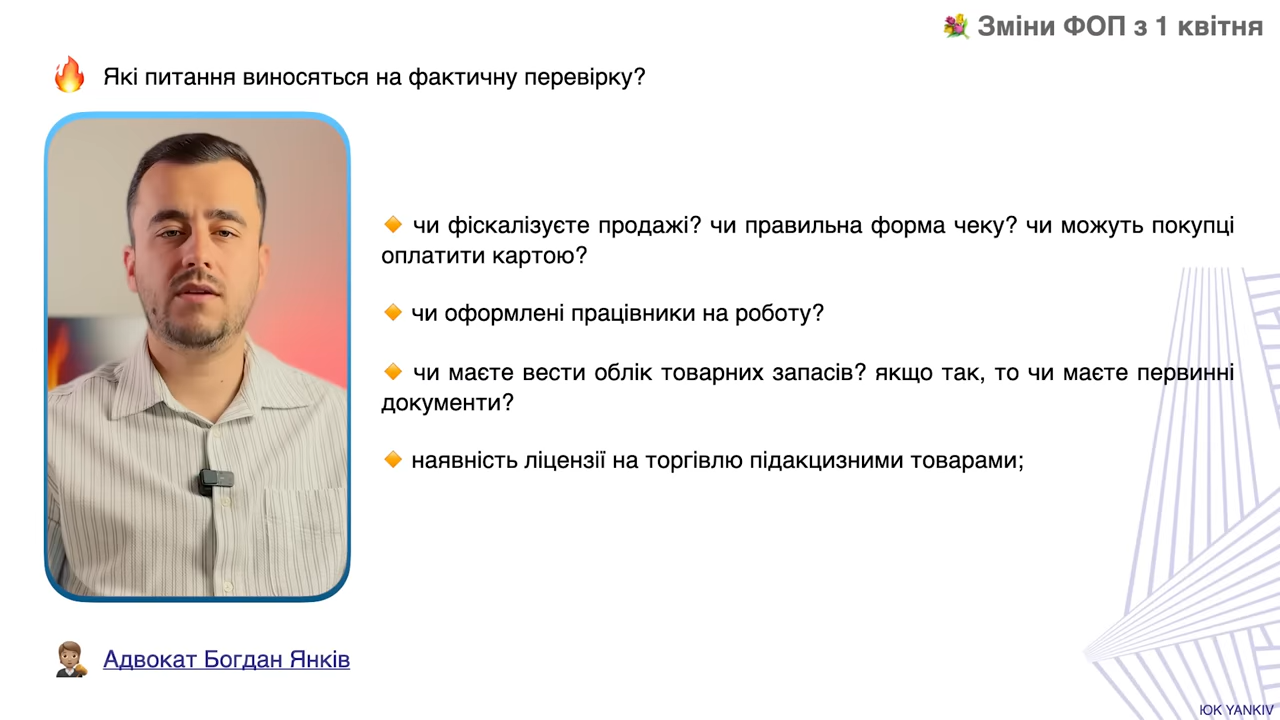 💐 Зміни ФОП з 1 квітня
🔥 Які питання виносяться на фактичну перевірку?
🔸 чи фіскалізуєте продажі? чи правильна форма чеку? чи можуть покупці
оплатити картою?
🔸 чи оформлені працівники на роботу?
🔸 чи маєте вести облік товарних запасів? якщо так, то чи маєте первинні
документи?
🔸 наявність ліцензії на торгівлю підакцизними товарами;
Адвокат Богдан Янків
ЮК YANKIV